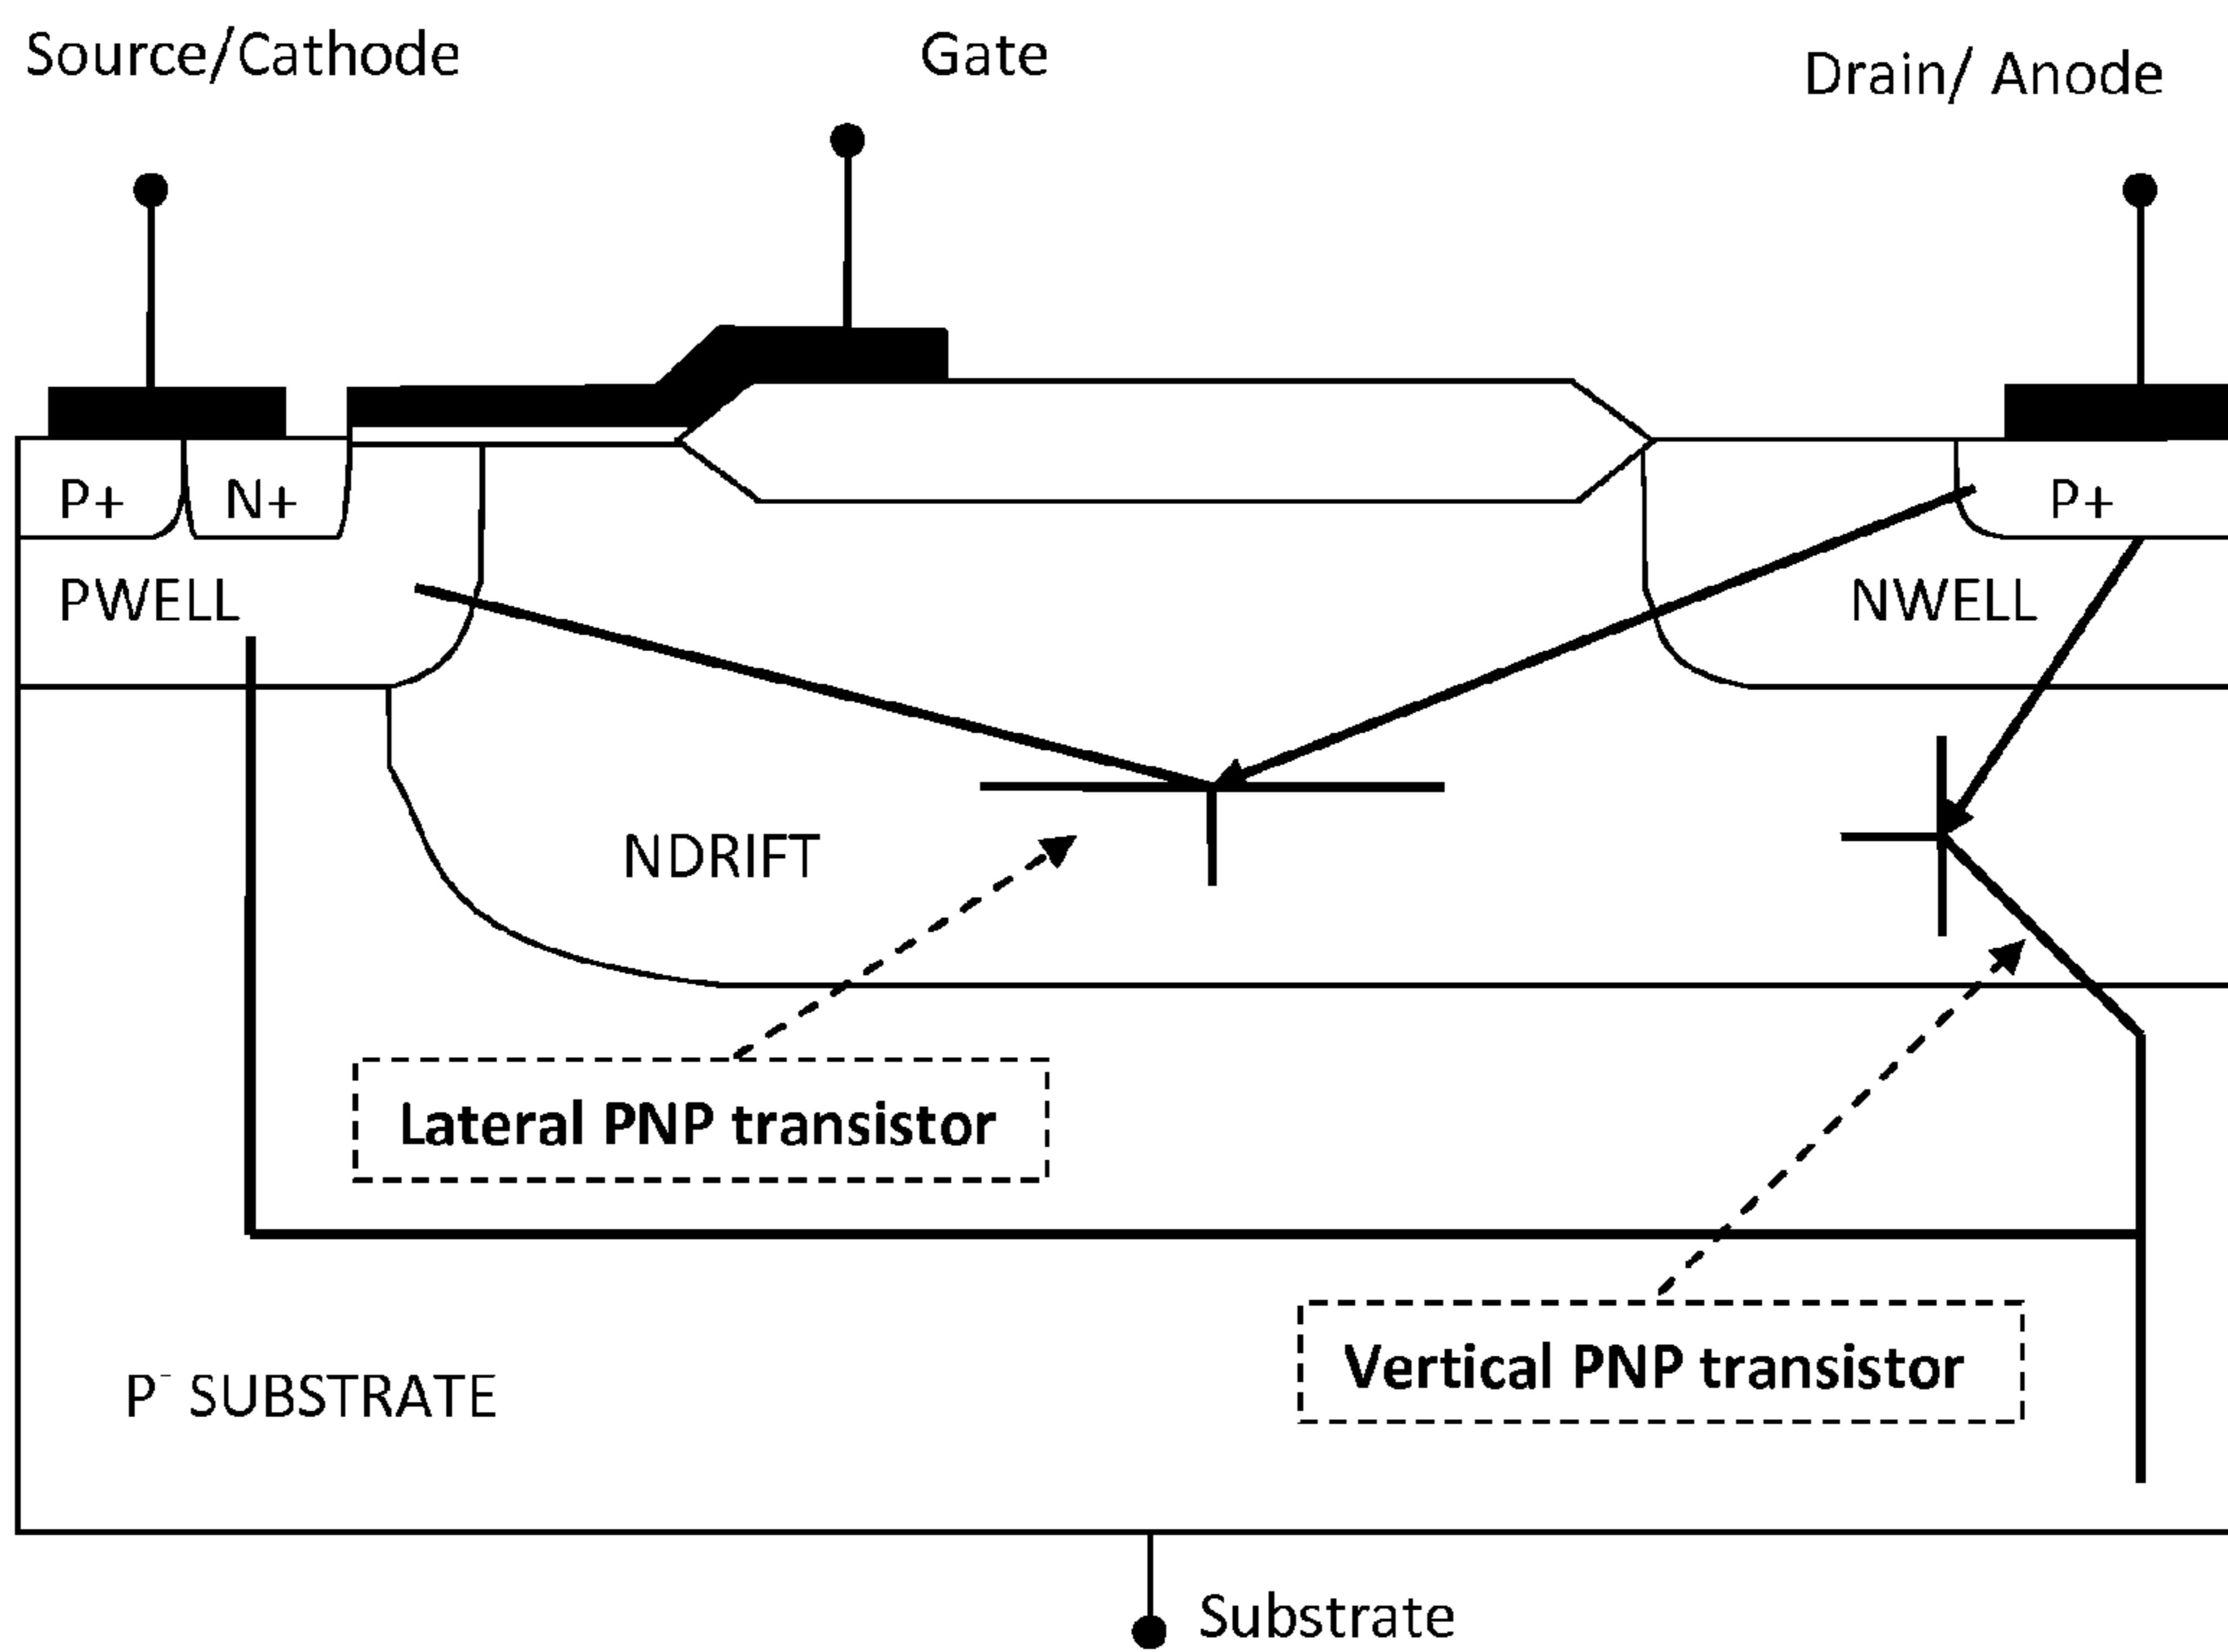 Source/Cathode
Gate
Drain/ Anode
P+
N+
P+
PWELL
NWELL
NDRIFT
Lateral PNP transistor
Vertical PNP transistor
P⁻ SUBSTRATE
Substrate